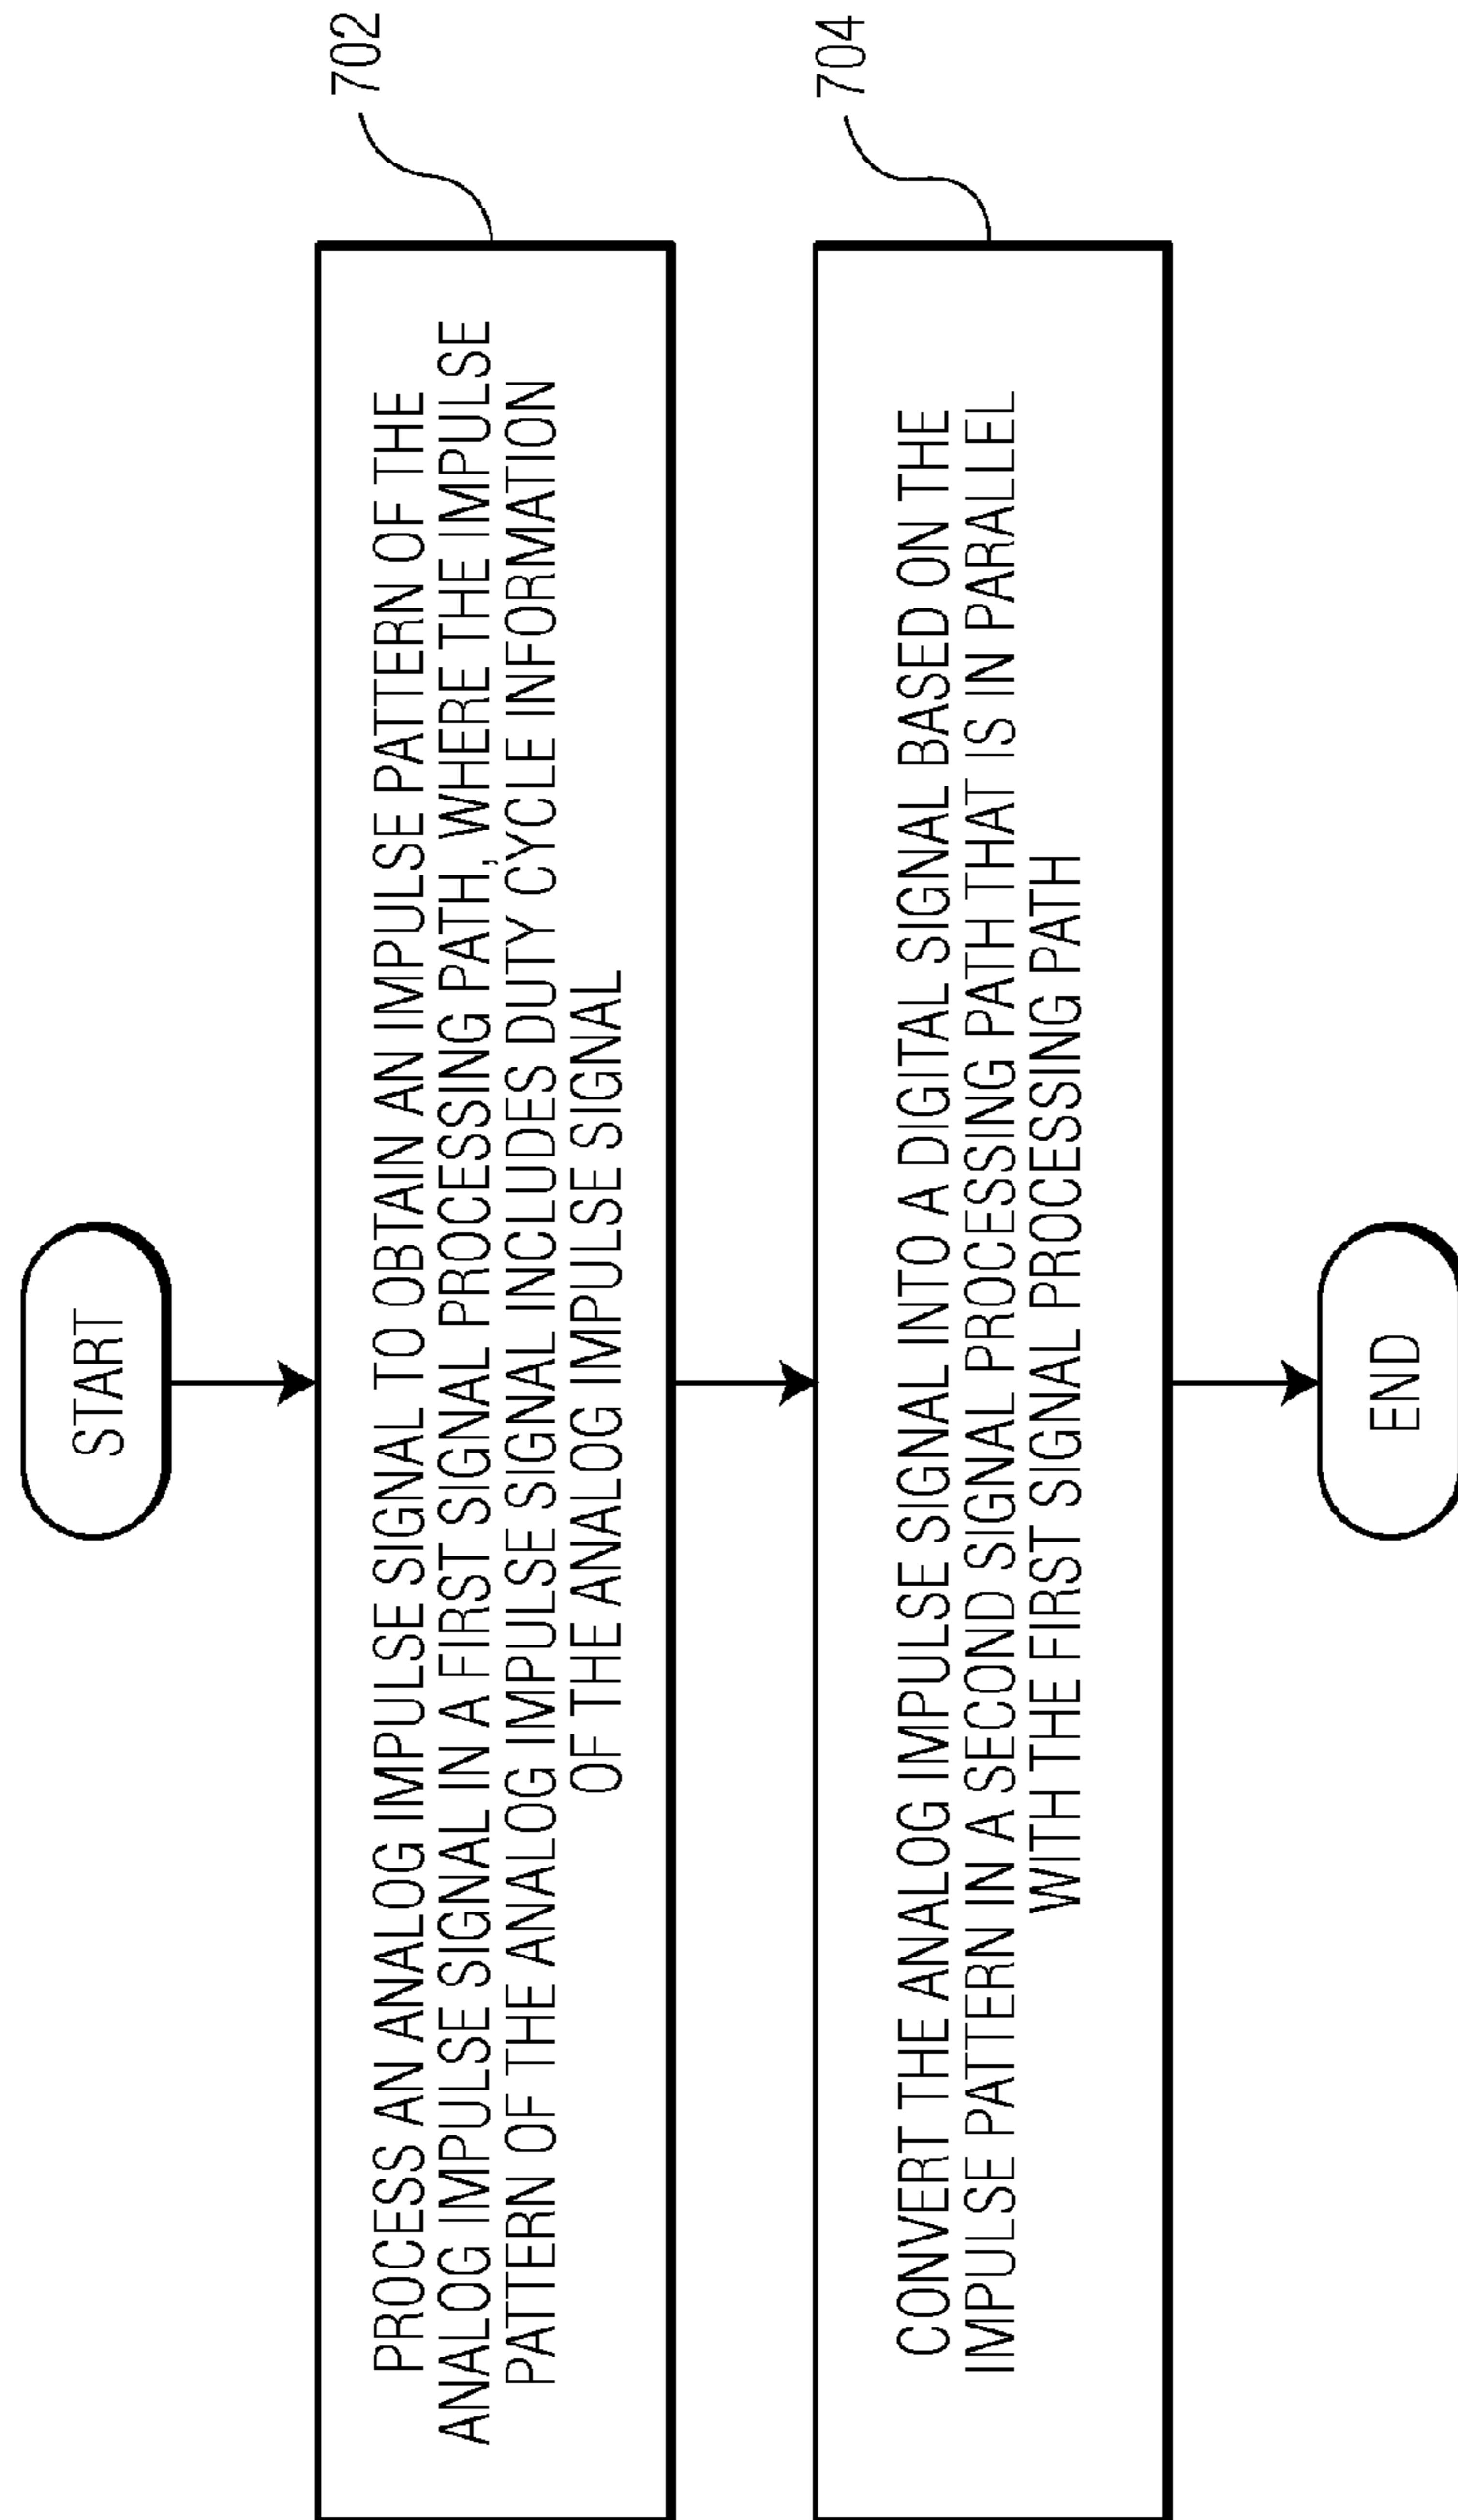 START
702
PROCESS AN ANALOG IMPULSE SIGNAL TO OBTAIN AN IMPULSE PATTERN OF THE
ANALOG IMPULSE SIGNAL IN A FIRST SIGNAL PROCESSING PATH, WHERE THE IMPULSE
PATTERN OF THE ANALOG IMPULSE SIGNAL INCLUDES DUTY CYCLE INFORMATION
OF THE ANALOG IMPULSE SIGNAL
704
CONVERT THE ANALOG IMPULSE SIGNAL INTO A DIGITAL SIGNAL BASED ON THE
IMPULSE PATTERN IN A SECOND SIGNAL PROCESSING PATH THAT IS IN PARALLEL
WITH THE FIRST SIGNAL PROCESSING PATH
END